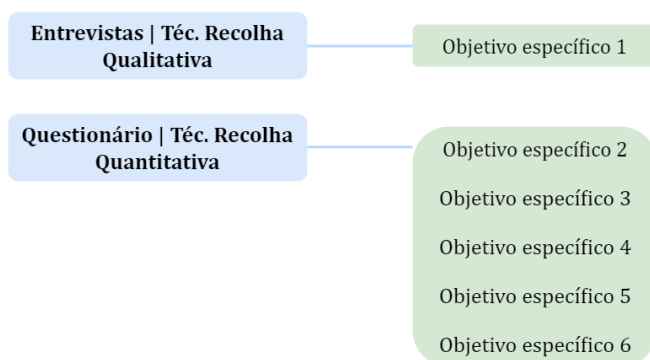 Entrevistas | Téc. Recolha
Qualitativa
Objetivo específico 1
Questionário | Téc. Recolha
Quantitativa
Objetivo específico 2
Objetivo específico 3
Objetivo específico 4
Objetivo específico 5
Objetivo específico 6